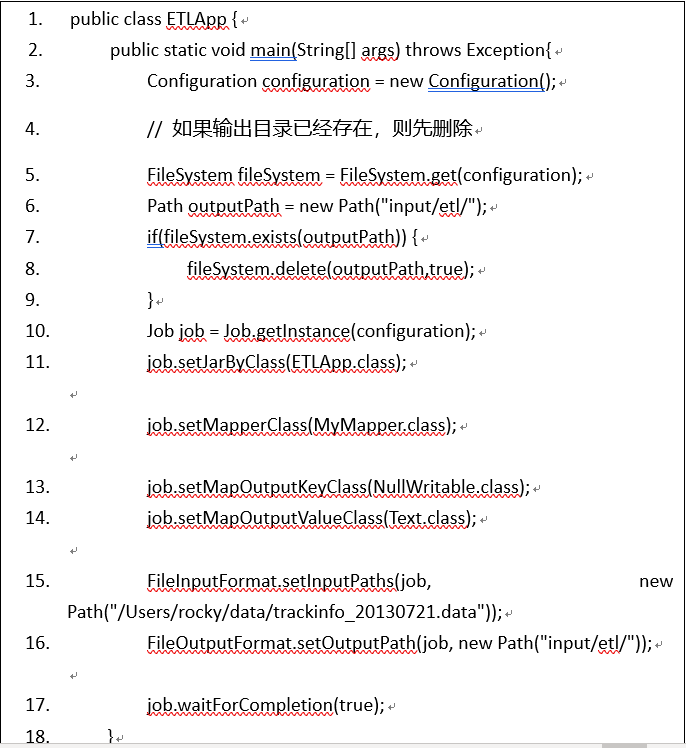 1. public class ETLApp {
2. public static void main(String[] args) throws Exception{
3. Configuration configuration = new Configuration();
4. // 如果输出目录已经存在，则先删除
5. FileSystem fileSystem = FileSystem.get(configuration);
6. Path outputPath = new Path("input/etl/");
7. if(fileSystem.exists(outputPath)) {
8. fileSystem.delete(outputPath,true);
9. }
10. Job job = Job.getInstance(configuration);
11. job.setJarByClass(ETLApp.class);
12. job.setMapperClass(MyMapper.class);
13. job.setMapOutputKeyClass(NullWritable.class);
14. job.setMapOutputValueClass(Text.class);
15. FileInputFormat.setInputPaths(job, new
Path("/Users/rocky/data/trackinfo_20130721.data"));
16. FileOutputFormat.setOutputPath(job, new Path("input/etl/"));
17. job.waitForCompletion(true);
18. }